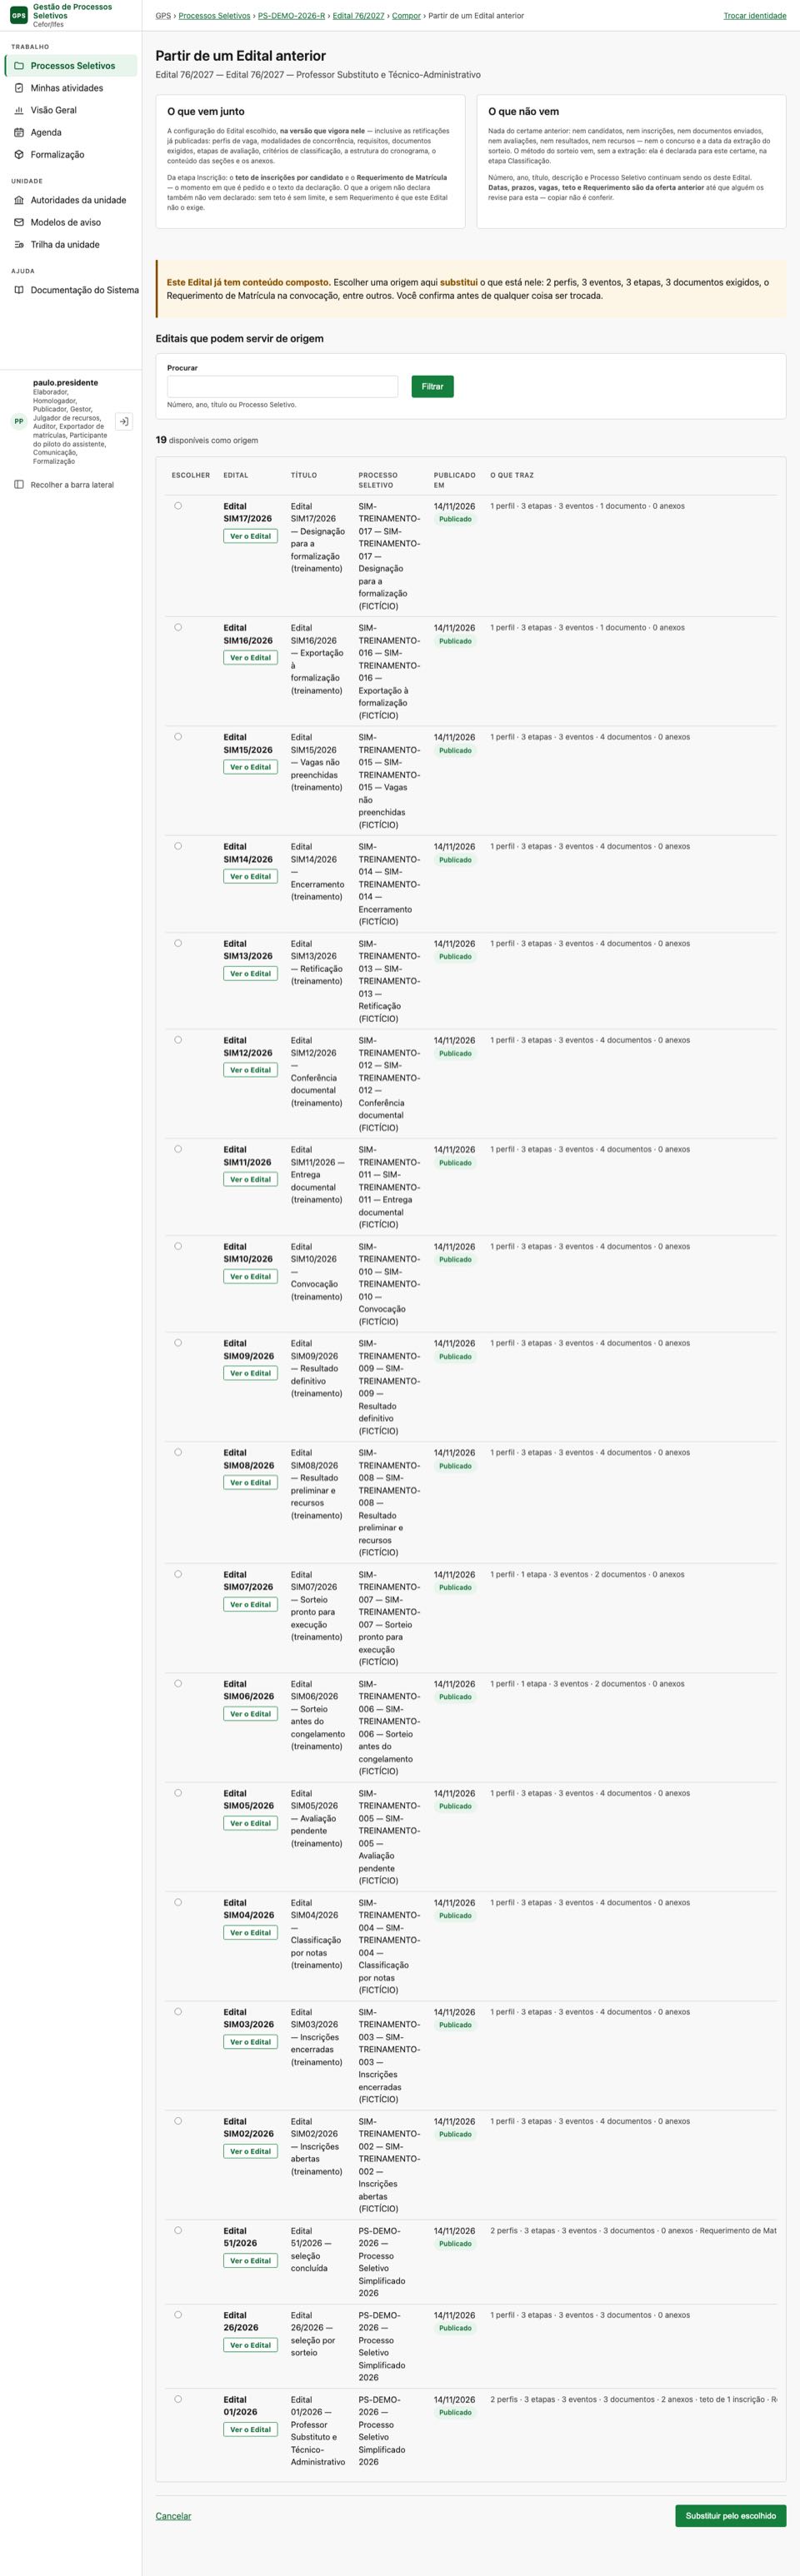 GPS
Gestão de Processos
Seletivos
Cefor/Ifes
TRABALHO
Processos Seletivos
Minhas atividades
Visão Geral
Agenda
Formalização
UNIDADE
Autoridades da unidade
Modelos de aviso
Trilha da unidade
AJUDA
Documentação do Sistema
PP
paulo.presidente
Elaborador,
Homologador,
Publicador, Gestor,
Julgador de recursos,
Auditor, Exportador de
matrículas, Participante
do piloto do assistente,
Comunicação,
Formalização
Recolher a barra lateral
GPS › Processos Seletivos › PS-DEMO-2026-R › Edital 76/2027 › Compor › Partir de um Edital anterior
Trocar identidade
Partir de um Edital anterior
Edital 76/2027 — Edital 76/2027 — Professor Substituto e Técnico-Administrativo
O que vem junto
A configuração do Edital escolhido, na versão que vigora nele — inclusive as retificações
já publicadas: perfis de vaga, modalidades de concorrência, requisitos, documentos
exigidos, etapas de avaliação, critérios de classificação, a estrutura do cronograma, o
conteúdo das seções e os anexos.
Da etapa Inscrição: o teto de inscrições por candidato e o Requerimento de Matrícula
— o momento em que é pedido e o texto da declaração. O que a origem não declara
também não vem declarado: sem teto é sem limite, e sem Requerimento é que este Edital
não o exige.
O que não vem
Nada do certame anterior: nem candidatos, nem inscrições, nem documentos enviados,
nem avaliações, nem resultados, nem recursos — nem o concurso e a data da extração do
sorteio. O método do sorteio vem, sem a extração: ela é declarada para este certame, na
etapa Classificação.
Número, ano, título, descrição e Processo Seletivo continuam sendo os deste Edital.
Datas, prazos, vagas, teto e Requerimento são da oferta anterior até que alguém os
revise para esta — copiar não é conferir.
Este Edital já tem conteúdo composto. Escolher uma origem aqui substitui o que está nele: 2 perfis, 3 eventos, 3 etapas, 3 documentos exigidos, o
Requerimento de Matrícula na convocação, entre outros. Você confirma antes de qualquer coisa ser trocada.
Editais que podem servir de origem
Procurar
Filtrar
Número, ano, título ou Processo Seletivo.
19 disponíveis como origem
ESCOLHER EDITAL TÍTULO PROCESSO SELETIVO PUBLICADO EM O QUE TRAZ
Edital SIM17/2026
Ver o Edital
Edital SIM17/2026 — Designação para a formalização (treinamento)
SIM-TREINAMENTO-017 — SIM-TREINAMENTO-017 — Designação para a formalização (FICTÍCIO)
14/11/2026
Publicado
1 perfil · 3 etapas · 3 eventos · 1 documento · 0 anexos
Edital SIM16/2026
Ver o Edital
Edital SIM16/2026 — Exportação à formalização (treinamento)
SIM-TREINAMENTO-016 — SIM-TREINAMENTO-016 — Exportação à formalização (FICTÍCIO)
14/11/2026
Publicado
1 perfil · 3 etapas · 3 eventos · 1 documento · 0 anexos
Edital SIM15/2026
Ver o Edital
Edital SIM15/2026 — Vagas não preenchidas (treinamento)
SIM-TREINAMENTO-015 — SIM-TREINAMENTO-015 — Vagas não preenchidas (FICTÍCIO)
14/11/2026
Publicado
1 perfil · 3 etapas · 3 eventos · 4 documentos · 0 anexos
Edital SIM14/2026
Ver o Edital
Edital SIM14/2026 — Encerramento (treinamento)
SIM-TREINAMENTO-014 — SIM-TREINAMENTO-014 — Encerramento (FICTÍCIO)
14/11/2026
Publicado
1 perfil · 3 etapas · 3 eventos · 4 documentos · 0 anexos
Edital SIM13/2026
Ver o Edital
Edital SIM13/2026 — Retificação (treinamento)
SIM-TREINAMENTO-013 — SIM-TREINAMENTO-013 — Retificação (FICTÍCIO)
14/11/2026
Publicado
1 perfil · 3 etapas · 3 eventos · 4 documentos · 0 anexos
Edital SIM12/2026
Ver o Edital
Edital SIM12/2026 — Conferência documental (treinamento)
SIM-TREINAMENTO-012 — SIM-TREINAMENTO-012 — Conferência documental (FICTÍCIO)
14/11/2026
Publicado
1 perfil · 3 etapas · 3 eventos · 4 documentos · 0 anexos
Edital SIM11/2026
Ver o Edital
Edital SIM11/2026 — Entrega documental (treinamento)
SIM-TREINAMENTO-011 — SIM-TREINAMENTO-011 — Entrega documental (FICTÍCIO)
14/11/2026
Publicado
1 perfil · 3 etapas · 3 eventos · 4 documentos · 0 anexos
Edital SIM10/2026
Ver o Edital
Edital SIM10/2026 — Convocação (treinamento)
SIM-TREINAMENTO-010 — SIM-TREINAMENTO-010 — Convocação (FICTÍCIO)
14/11/2026
Publicado
1 perfil · 3 etapas · 3 eventos · 4 documentos · 0 anexos
Edital SIM09/2026
Ver o Edital
Edital SIM09/2026 — Resultado definitivo (treinamento)
SIM-TREINAMENTO-009 — SIM-TREINAMENTO-009 — Resultado definitivo (FICTÍCIO)
14/11/2026
Publicado
1 perfil · 3 etapas · 3 eventos · 4 documentos · 0 anexos
Edital SIM08/2026
Ver o Edital
Edital SIM08/2026 — Resultado preliminar e recursos (treinamento)
SIM-TREINAMENTO-008 — SIM-TREINAMENTO-008 — Resultado preliminar e recursos (FICTÍCIO)
14/11/2026
Publicado
1 perfil · 3 etapas · 3 eventos · 4 documentos · 0 anexos
Edital SIM07/2026
Ver o Edital
Edital SIM07/2026 — Sorteio pronto para execução (treinamento)
SIM-TREINAMENTO-007 — SIM-TREINAMENTO-007 — Sorteio pronto para execução (FICTÍCIO)
14/11/2026
Publicado
1 perfil · 1 etapa · 3 eventos · 2 documentos · 0 anexos
Edital SIM06/2026
Ver o Edital
Edital SIM06/2026 — Sorteio antes do congelamento (treinamento)
SIM-TREINAMENTO-006 — SIM-TREINAMENTO-006 — Sorteio antes do congelamento (FICTÍCIO)
14/11/2026
Publicado
1 perfil · 1 etapa · 3 eventos · 2 documentos · 0 anexos
Edital SIM05/2026
Ver o Edital
Edital SIM05/2026 — Avaliação pendente (treinamento)
SIM-TREINAMENTO-005 — SIM-TREINAMENTO-005 — Avaliação pendente (FICTÍCIO)
14/11/2026
Publicado
1 perfil · 3 etapas · 3 eventos · 4 documentos · 0 anexos
Edital SIM04/2026
Ver o Edital
Edital SIM04/2026 — Classificação por notas (treinamento)
SIM-TREINAMENTO-004 — SIM-TREINAMENTO-004 — Classificação por notas (FICTÍCIO)
14/11/2026
Publicado
1 perfil · 3 etapas · 3 eventos · 4 documentos · 0 anexos
Edital SIM03/2026
Ver o Edital
Edital SIM03/2026 — Inscrições encerradas (treinamento)
SIM-TREINAMENTO-003 — SIM-TREINAMENTO-003 — Inscrições encerradas (FICTÍCIO)
14/11/2026
Publicado
1 perfil · 3 etapas · 3 eventos · 4 documentos · 0 anexos
Edital SIM02/2026
Ver o Edital
Edital SIM02/2026 — Inscrições abertas (treinamento)
SIM-TREINAMENTO-002 — SIM-TREINAMENTO-002 — Inscrições abertas (FICTÍCIO)
14/11/2026
Publicado
1 perfil · 3 etapas · 3 eventos · 4 documentos · 0 anexos
Edital 51/2026
Ver o Edital
Edital 51/2026 — seleção concluída
PS-DEMO-2026 — Processo Seletivo Simplificado 2026
14/11/2026
Publicado
2 perfis · 3 etapas · 3 eventos · 3 documentos · 0 anexos · Requerimento de Mat
Edital 26/2026
Ver o Edital
Edital 26/2026 — seleção por sorteio
PS-DEMO-2026 — Processo Seletivo Simplificado 2026
14/11/2026
Publicado
1 perfil · 3 etapas · 3 eventos · 3 documentos · 0 anexos
Edital 01/2026
Ver o Edital
Edital 01/2026 — Professor Substituto e Técnico-Administrativo
PS-DEMO-2026 — Processo Seletivo Simplificado 2026
14/11/2026
Publicado
2 perfis · 3 etapas · 3 eventos · 3 documentos · 2 anexos · teto de 1 inscrição · R
Cancelar
Substituir pelo escolhido